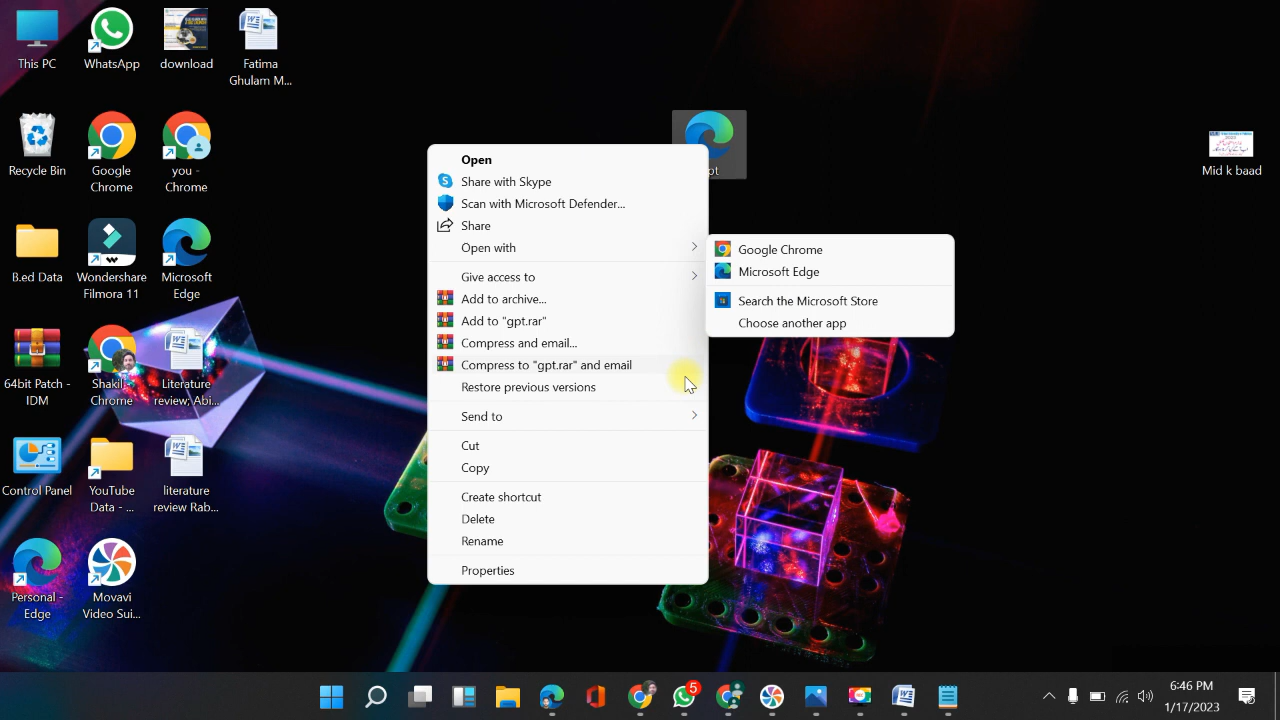 This PC
WhatsApp
download
Fatima
Ghulam M...
Recycle Bin
Google
Chrome
you -
Chrome
Mid k baad
B.ed Data
Wondershare
Filmora 11
Microsoft
Edge
64bit Patch -
IDM
Shakil -
Chrome
Literature
review; Abi...
Control Panel
YouTube
Data - ...
literature
review Rab...
Personal -
Edge
Movavi
Video Sui...
Open
Share with Skype
Scan with Microsoft Defender...
Share
Open with
Give access to
Add to archive...
Add to "gpt.rar"
Compress and email...
Compress to "gpt.rar" and email
Restore previous versions
Send to
Cut
Copy
Create shortcut
Delete
Rename
Properties
Google Chrome
Microsoft Edge
Search the Microsoft Store
Choose another app
5
6:46 PM
1/17/2023